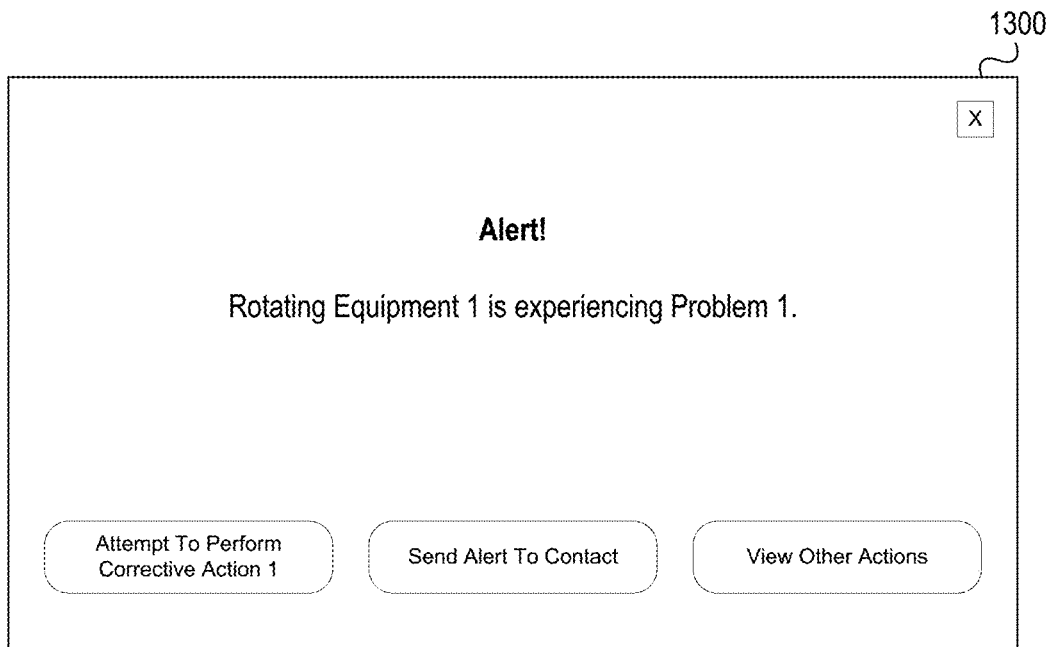 1300
X
Alert!
Rotating Equipment 1 is experiencing Problem 1.
Attempt To Perform
Corrective Action 1
Send Alert To Contact
View Other Actions